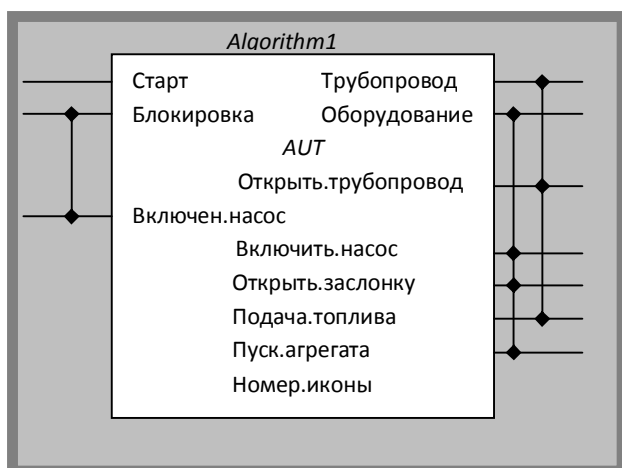 Algorithm1
Старт Трубопровод
Блокировка Оборудование
AUT
Открыть.трубопровод
Включен.насос
Включить.насос
Открыть.заслонку
Подача.топлива
Пуск.агрегата
Номер.иконы